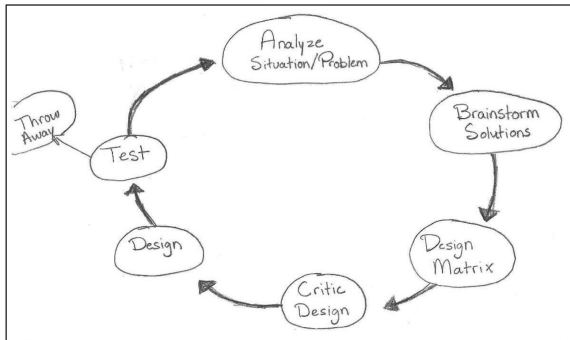 Analyze
Situation/Problem
Brainstorm
Solutions
Design
Matrix
Critic
Design
Design
Test
Throw
Away